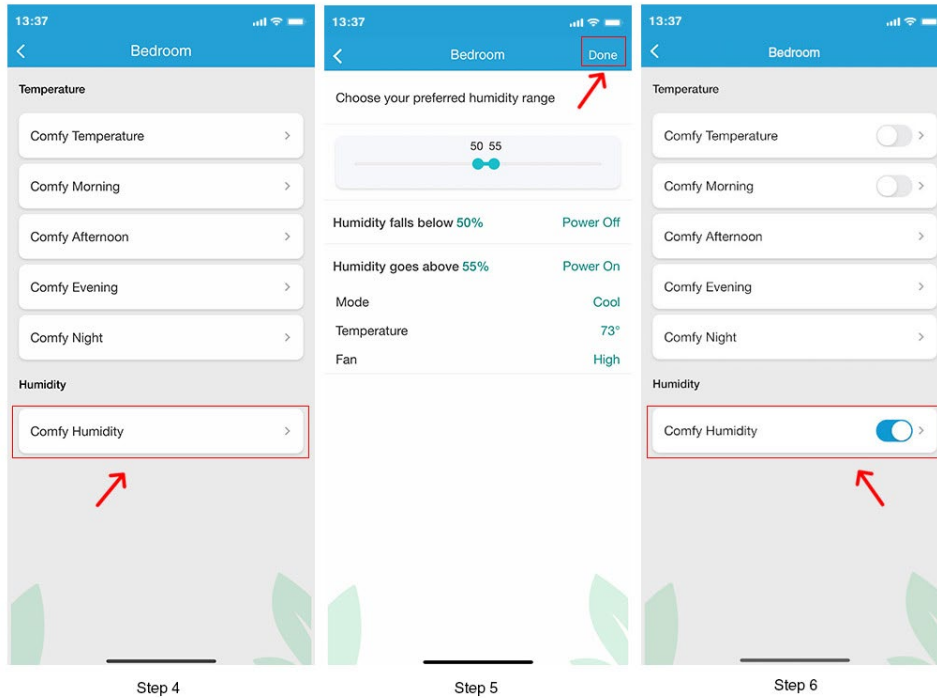 13:37
Bedroom
Temperature
Comfy Temperature
Comfy Morning
Comfy Afternoon
Comfy Evening
Comfy Night
Humidity
Comfy Humidity
Step 4
13:37
Bedroom Done
Choose your preferred humidity range
50 55
Humidity falls below 50% Power Off
Humidity goes above 55% Power On
Mode Cool
Temperature 73°
Fan High
Step 5
13:37
Bedroom
Temperature
Comfy Temperature
Comfy Morning
Comfy Afternoon
Comfy Evening
Comfy Night
Humidity
Comfy Humidity
Step 6